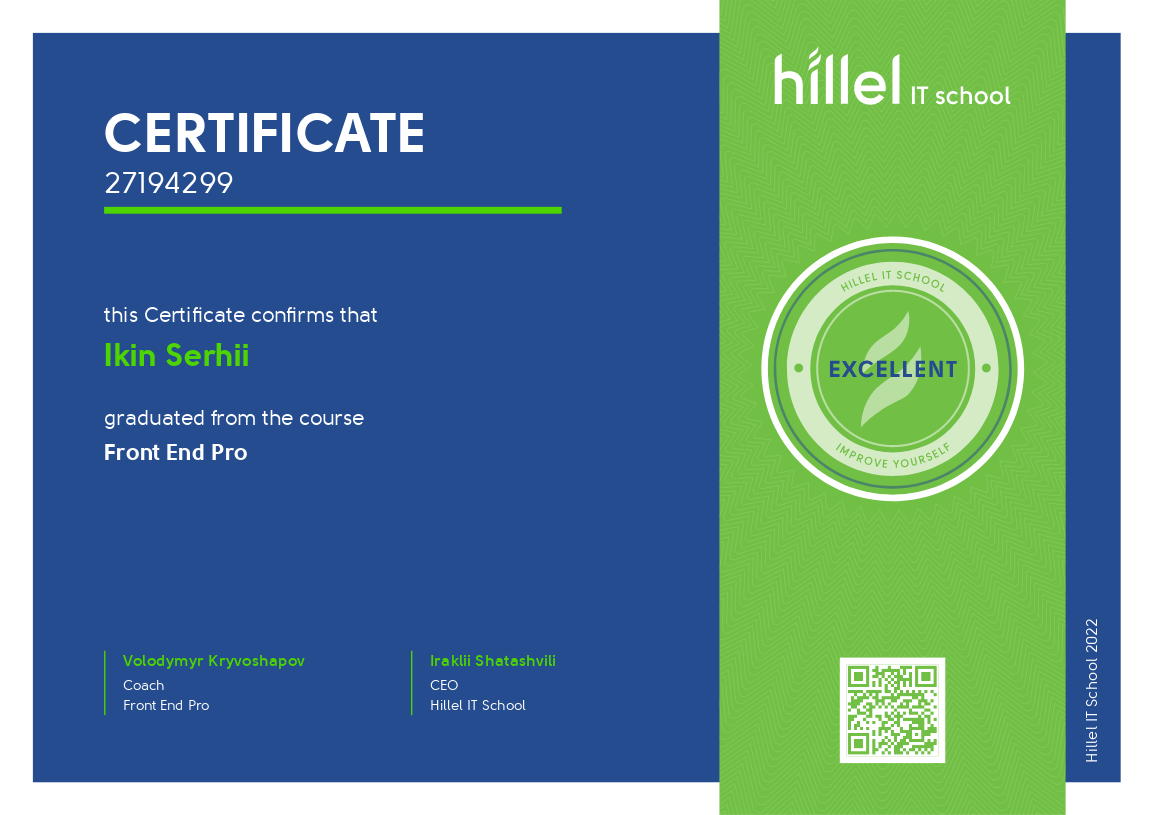 CERTIFICATE
27194299
this Certificate confirms that
Ikin Serhii
graduated from the course
Front End Pro
Volodymyr Kryvoshapov
Coach
Front End Pro
Iraklii Shatashvili
CEO
Hillel IT School
hillel IT school
HILLEL IT SCHOOL
EXCELLENT
IMPROVE YOURSELF
Hillel IT School 2022